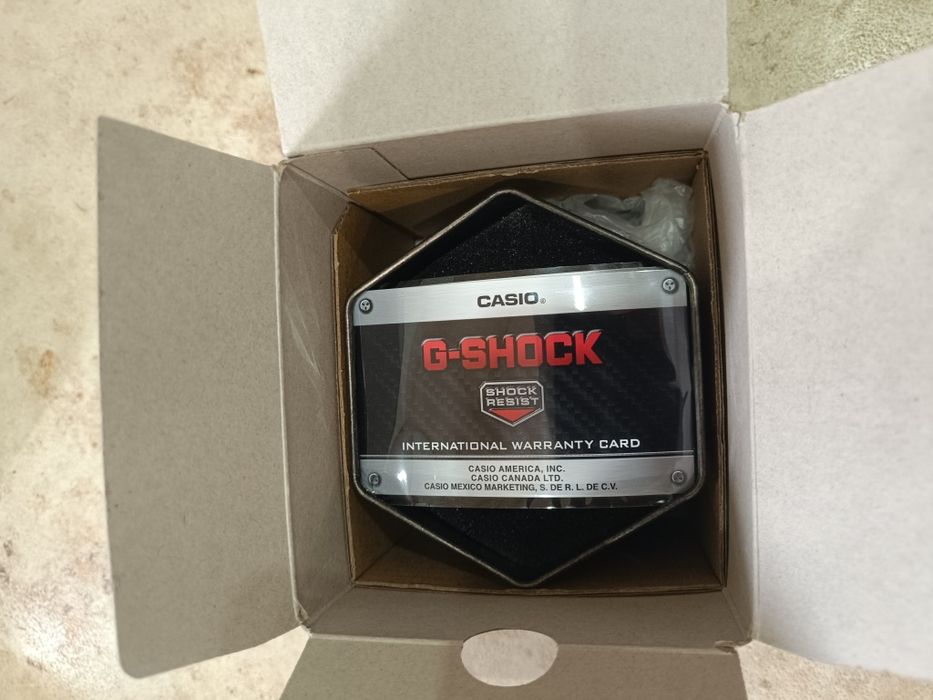 CASIO®
G-SHOCK
SHOCK
RESIST
INTERNATIONAL WARRANTY CARD
CASIO AMERICA, INC.
CASIO CANADA LTD.
CASIO MEXICO MARKETING, S. DE R. L. DE C.V.